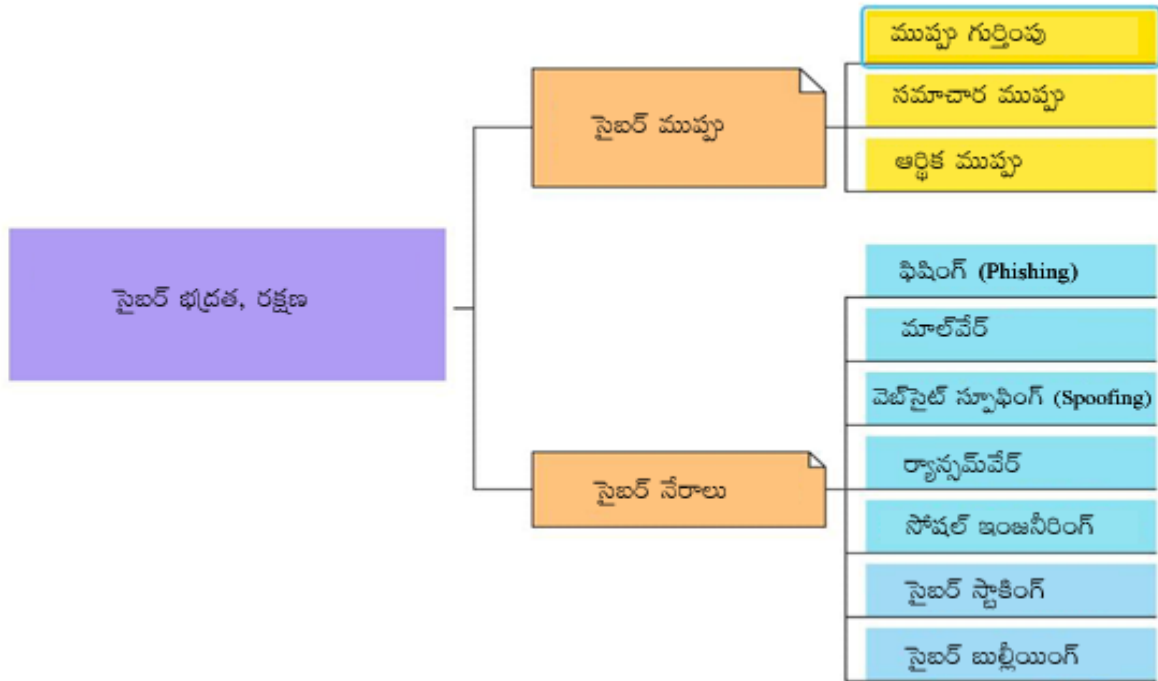 సైబర్ భద్రత, రక్షణ
సైబర్ ముప్పు
ముప్పు గుర్తింపు
సమాచార ముప్పు
ఆర్థిక ముప్పు
సైబర్ నేరాలు
ఫిషింగ్ (Phishing)
మాల్‌వేర్
వెబ్‌సైట్ స్పూఫింగ్ (Spoofing)
ర్యాన్సమ్‌వేర్
సోషల్ ఇంజనీరింగ్
సైబర్ స్టాకింగ్
సైబర్ బుల్లీయింగ్